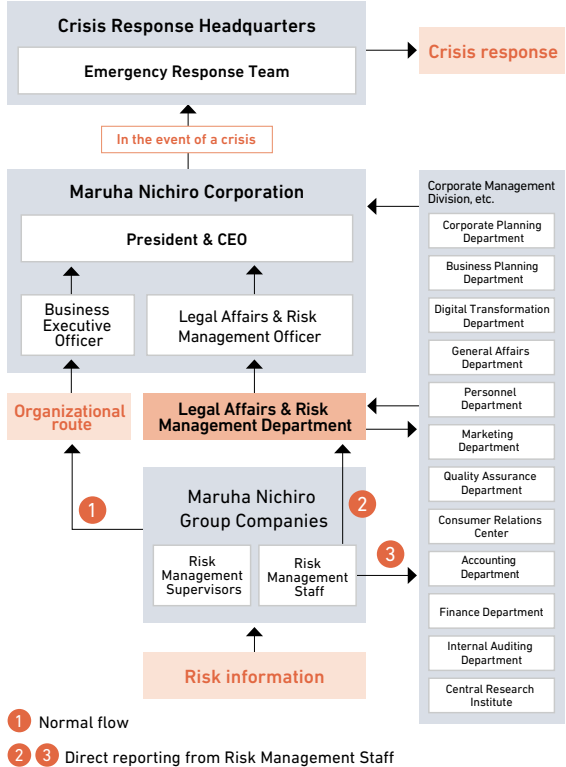 Crisis Response Headquarters
Emergency Response Team
Crisis response
In the event of a crisis
Maruha Nichiro Corporation
President & CEO
Business
Executive
Officer
Legal Affairs & Risk
Management Officer
Organizational
route
Legal Affairs & Risk
Management Department
1
2
3
Maruha Nichiro
Group Companies
Risk
Management
Supervisors
Risk
Management
Staff
Risk information
Corporate Management
Division, etc.
Corporate Planning
Department
Business Planning
Department
Digital Transformation
Department
General Affairs
Department
Personnel
Department
Marketing
Department
Quality Assurance
Department
Consumer Relations
Center
Accounting
Department
Finance Department
Internal Auditing
Department
Central Research
Institute
1 Normal flow
2 3 Direct reporting from Risk Management Staff